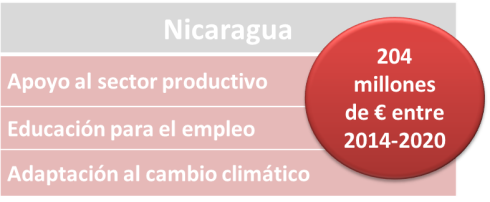 Nicaragua
Apoyo al sector productivo
Educación para el empleo
Adaptación al cambio climático
204
millones
de € entre
2014-2020